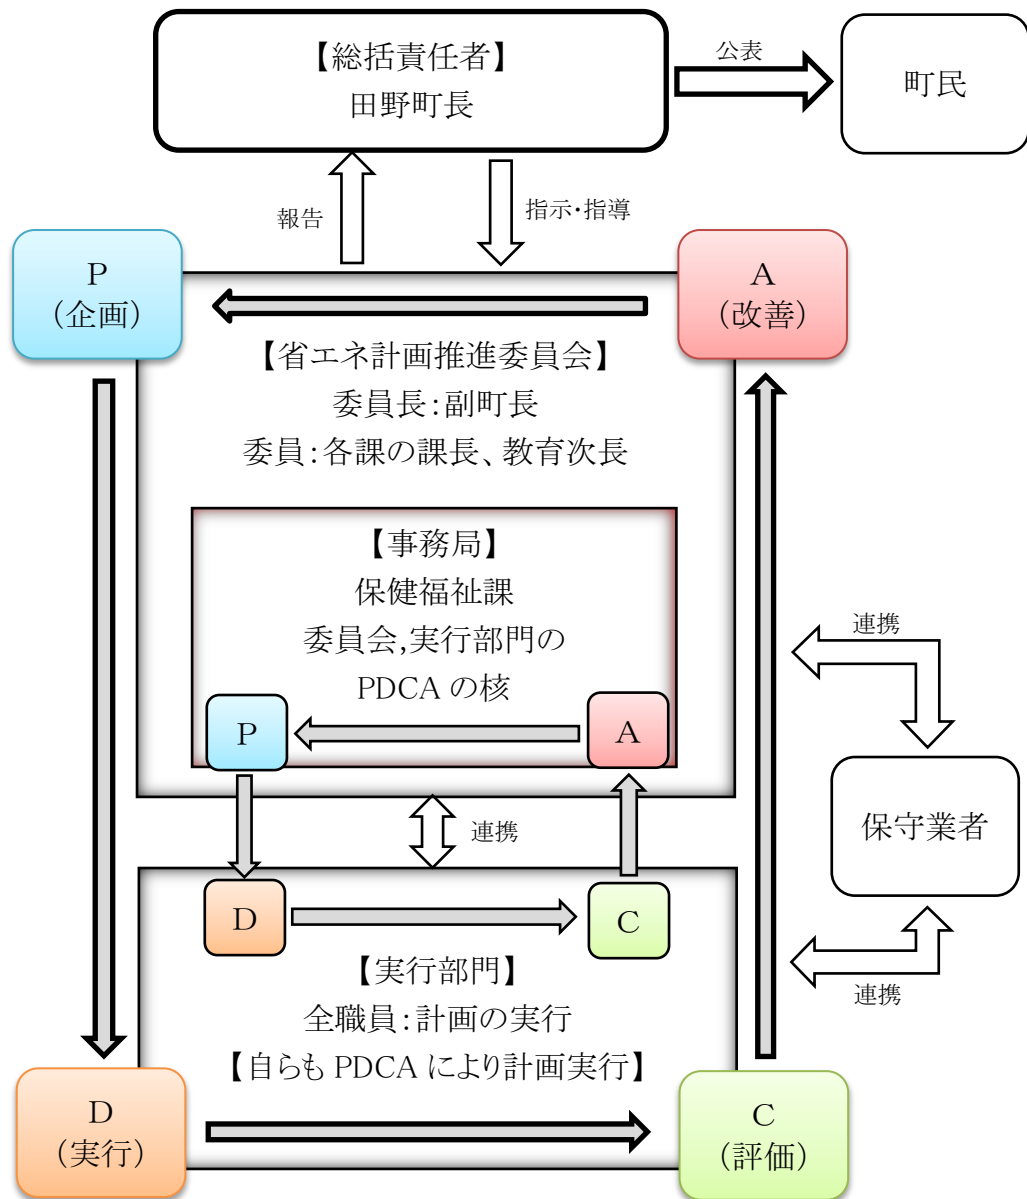 【総括責任者】
田野町長
公表
町民
報告
指示・指導
P
（企画）
A
（改善）
【省エネ計画推進委員会】
委員長：副町長
委員：各課の課長、教育次長
【事務局】
保健福祉課
委員会,実行部門の
PDCA の核
P
A
連携
保守業者
連携
D
C
連携
【実行部門】
全職員：計画の実行
【自らも PDCA により計画実行】
D
（実行）
C
（評価）